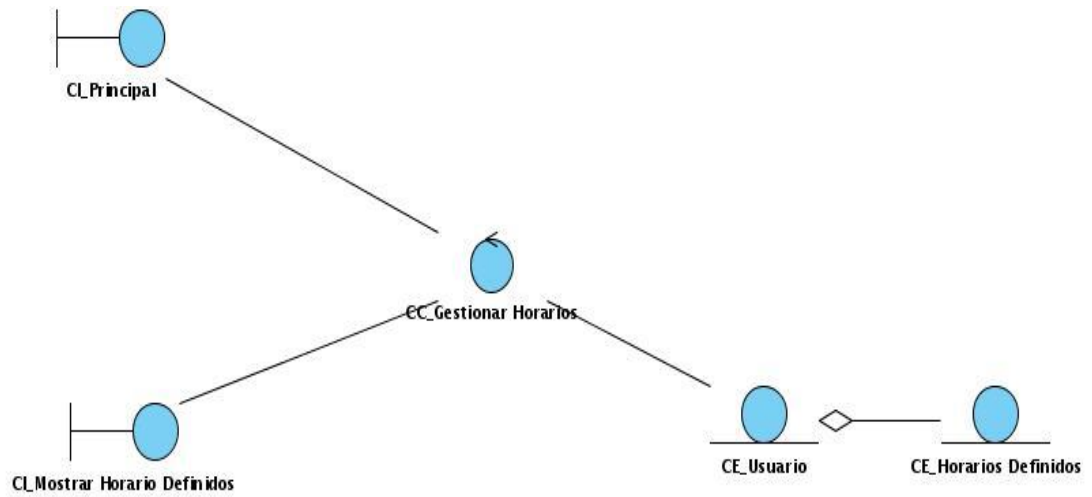 CI_Principal
CC_Gestionar Horarios
CE_Usuario
CE_Horarios Definidos
CI_Mostrar Horario Definidos